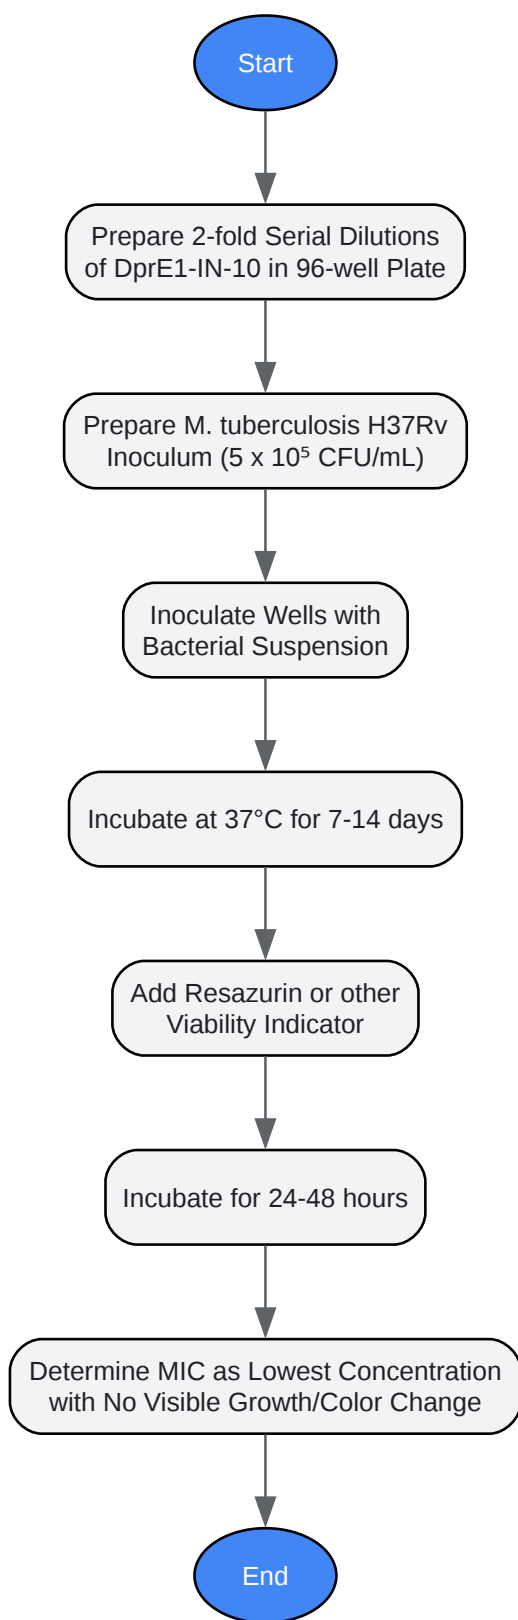 Start
Prepare 2-fold Serial Dilutions
of DprE1-IN-10 in 96-well Plate
Prepare M. tuberculosis H37Rv
Inoculum (5 x 10⁵ CFU/mL)
Inoculate Wells with
Bacterial Suspension
Incubate at 37°C for 7-14 days
Add Resazurin or other
Viability Indicator
Incubate for 24-48 hours
Determine MIC as Lowest Concentration
with No Visible Growth/Color Change
End